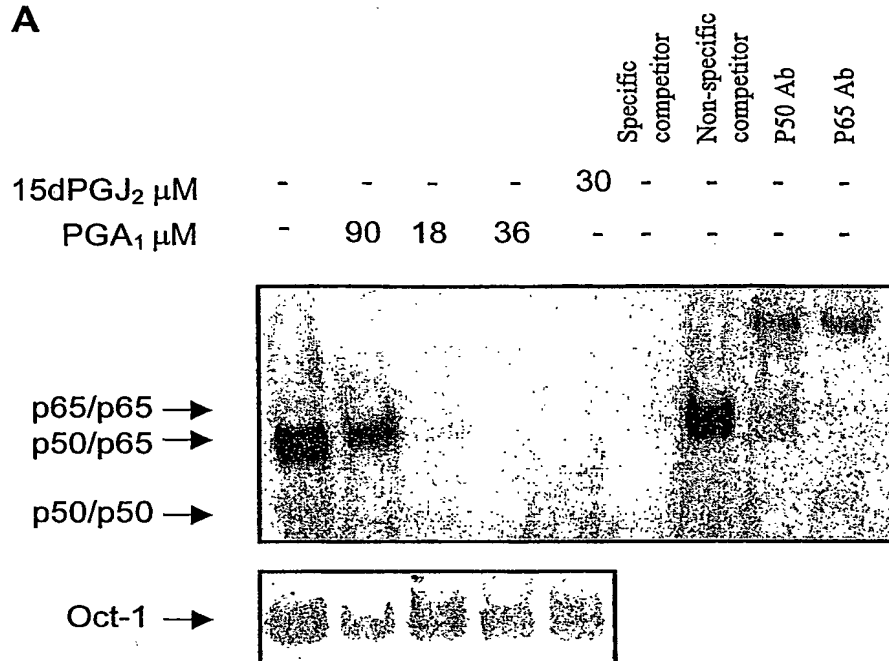 A
Specific
competitor
Non-specific
competitor
P50 Ab
P65 Ab
15dPGJ₂ μM - - - - 30 - - - -
PGA₁ μM - 90 18 36 - - - - -
p65/p65 →
p50/p65 →
p50/p50 →
Oct-1 →